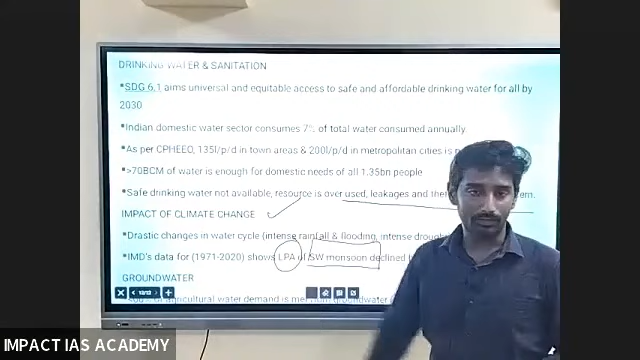 DRINKING WATER & SANITATION
•SDG 6.1 aims universal and equitable access to safe and affordable drinking water for all by
2030.
•Indian domestic water sector consumes 7% of total water consumed annually.
•As per CPHEEO, 135l/p/d in town areas & 200l/p/d in metropolitan cities is
•>70BCM of water is enough for domestic needs of all 1.35bn people
•Safe drinking water not available, resource is over used, leakages and
IMPACT OF CLIMATE CHANGE
•Drastic changes in water cycle (intense rainfall & flooding, intense
•IMD's data for (1971-2020) shows LPA of SW monsoon declined
GROUNDWATER
of agricultural water demand is
IMPACT IAS ACADEMY